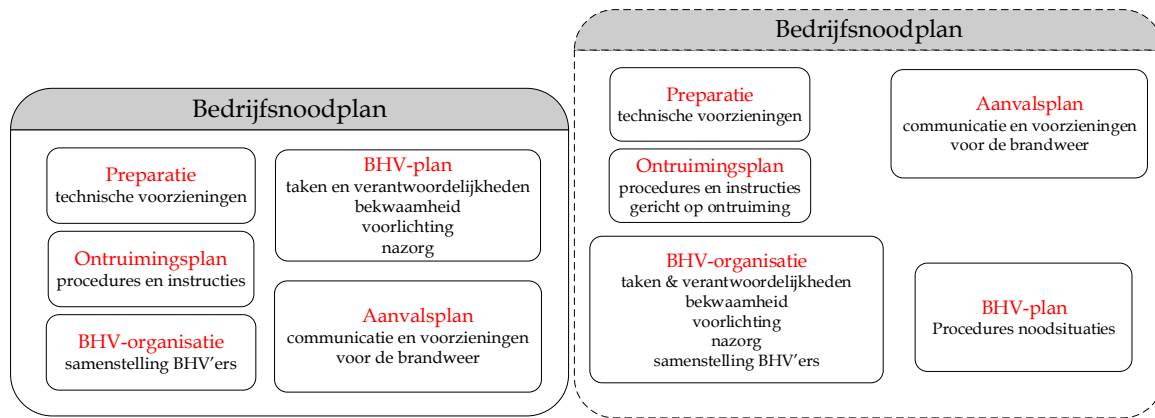 Bedrijfsnoodplan
Preparatie
technische voorzieningen
Ontruimingsplan
procedures en instructies
BHV-organisatie
samenstelling BHV'ers
BHV-plan
taken en verantwoordelijkheden
bekwaamheid
voorlichting
nazorg
Aanvalsplan
communicatie en voorzieningen
voor de brandweer
Bedrijfsnoodplan
Preparatie
technische voorzieningen
Ontruimingsplan
procedures en instructies
gericht op ontruiming
BHV-organisatie
taken & verantwoordelijkheden
bekwaamheid
voorlichting
nazorg
samenstelling BHV'ers
Aanvalsplan
communicatie en voorzieningen
voor de brandweer
BHV-plan
Procedures noodsituaties